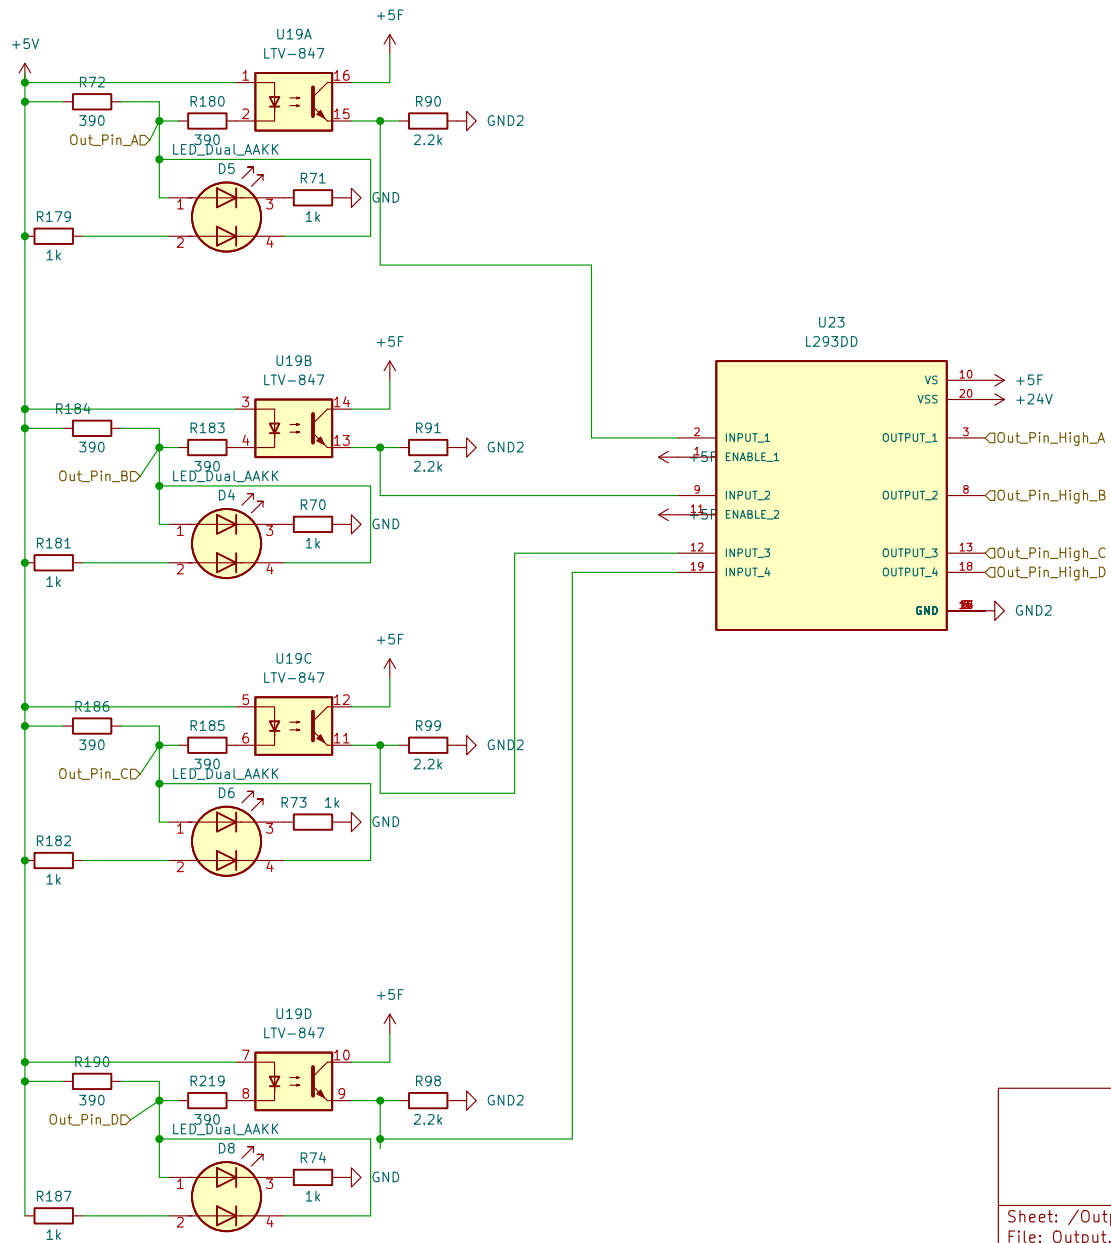 +5V
R72
390
Out_Pin_A
R180
390
U19A
LTV-847
1
2
16
15
+5F
R90
2.2k
GND2
LED_Dual_AAKK
D5
1
2
3
4
R71
1k
GND
R179
1k
R184
390
Out_Pin_B
R183
390
U19B
LTV-847
3
4
14
13
+5F
R91
2.2k
GND2
LED_Dual_AAKK
D4
1
2
3
4
R70
1k
GND
R181
1k
U23
L293DD
VS
10
+5F
VSS
20
+24V
2
INPUT_1
OUTPUT_1
3
Out_Pin_High_A
+5F
1
ENABLE_1
9
INPUT_2
OUTPUT_2
8
Out_Pin_High_B
+5F
11
ENABLE_2
12
INPUT_3
OUTPUT_3
13
Out_Pin_High_C
19
INPUT_4
OUTPUT_4
18
Out_Pin_High_D
GND
GND2
R186
390
Out_Pin_C
R185
390
U19C
LTV-847
5
6
12
11
+5F
R99
2.2k
GND2
LED_Dual_AAKK
D6
1
2
3
4
R73 1k
GND
R182
1k
R190
390
Out_Pin_D
R219
390
U19D
LTV-847
7
8
10
9
+5F
R98
2.2k
GND2
LED_Dual_AAKK
D8
1
2
3
4
R74
1k
GND
R187
1k
Sheet: /Outp
File: Output.